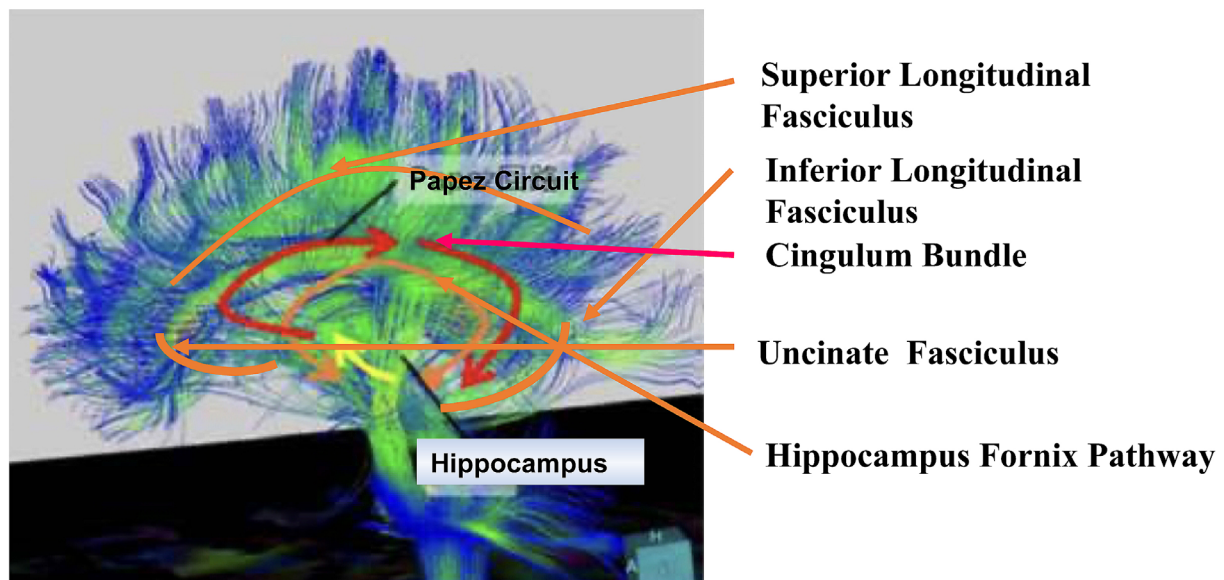 Superior Longitudinal
Fasciculus
Papez Circuit
Inferior Longitudinal
Fasciculus
Cingulum Bundle
Uncinate Fasciculus
Hippocampus
Hippocampus Fornix Pathway
H
A